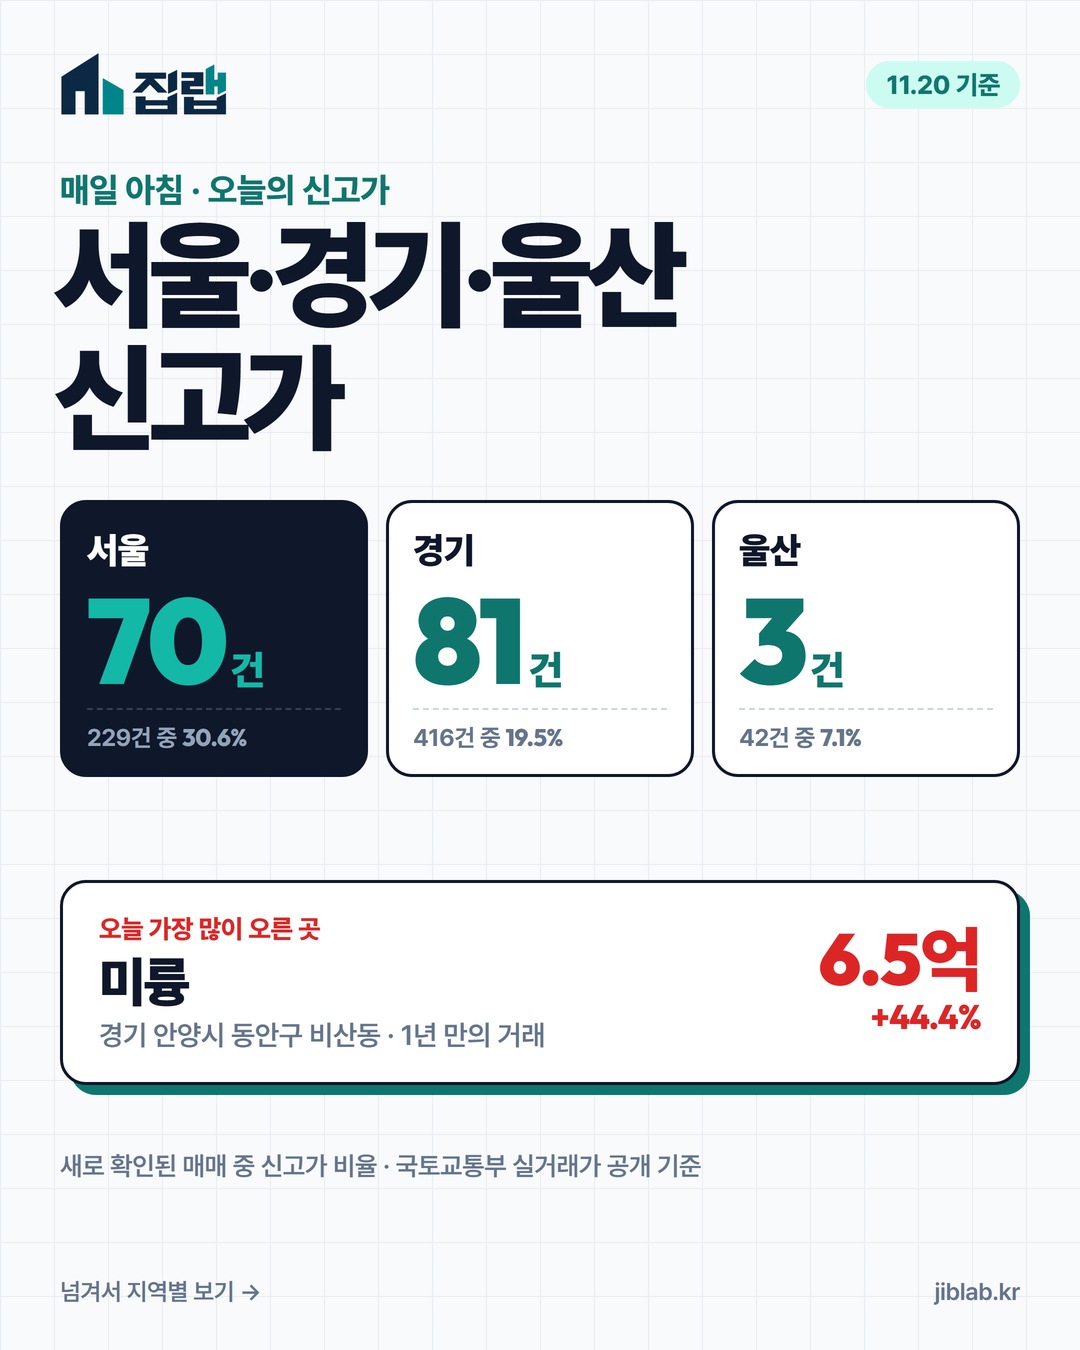 집랩
11.20 기준
매일 아침 · 오늘의 신고가
서울·경기·울산
신고가
서울
70건
229건 중 30.6%
경기
81건
416건 중 19.5%
울산
3건
42건 중 7.1%
오늘 가장 많이 오른 곳
미륭
경기 안양시 동안구 비산동 · 1년 만의 거래
6.5억
+44.4%
새로 확인된 매매 중 신고가 비율 · 국토교통부 실거래가 공개 기준
넘겨서 지역별 보기 →
jiblab.kr